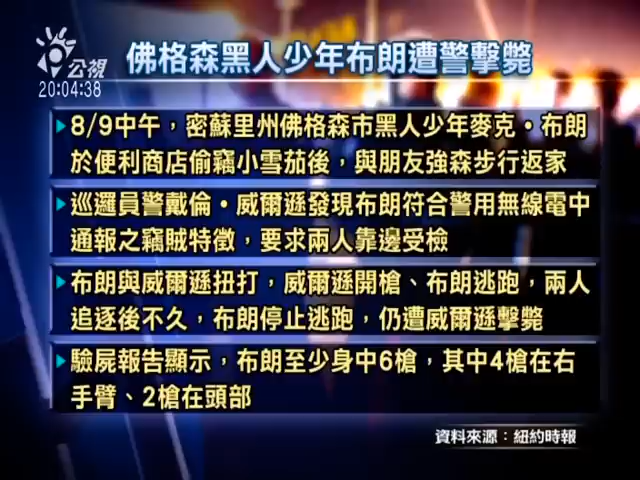 公視
佛格森黑人少年布朗遭警擊斃
20:04:38
8/9中午，密蘇里州佛格森市黑人少年麥克・布朗
於便利商店偷竊小雪茄後，與朋友強森步行返家
巡邏員警戴倫・威爾遜發現布朗符合警用無線電中
通報之竊賊特徵，要求兩人靠邊受檢
布朗與威爾遜扭打，威爾遜開槍、布朗逃跑，兩人
追逐後不久，布朗停止逃跑，仍遭威爾遜擊斃
驗屍報告顯示，布朗至少身中6槍，其中4槍在右
手臂、2槍在頭部
資料來源：紐約時報